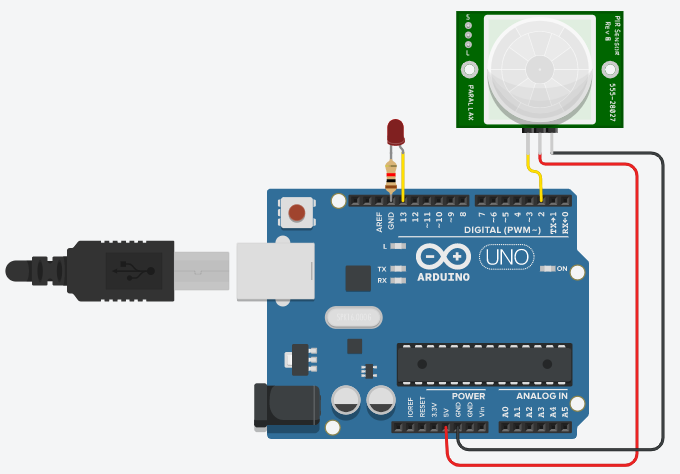 PIR SENSOR
REV B
S
L
PARALLAX
555-28027
AREF
GND
13
12
~11
~10
~9
8
7
~6
~5
4
~3
2
TX→1
RX←0
DIGITAL (PWM~)
L
TX
RX
ARDUINO
UNO
ON
POWER
ANALOG IN
IOREF
RESET
3.3V
5V
GND
GND
Vin
A0
A1
A2
A3
A4
A5